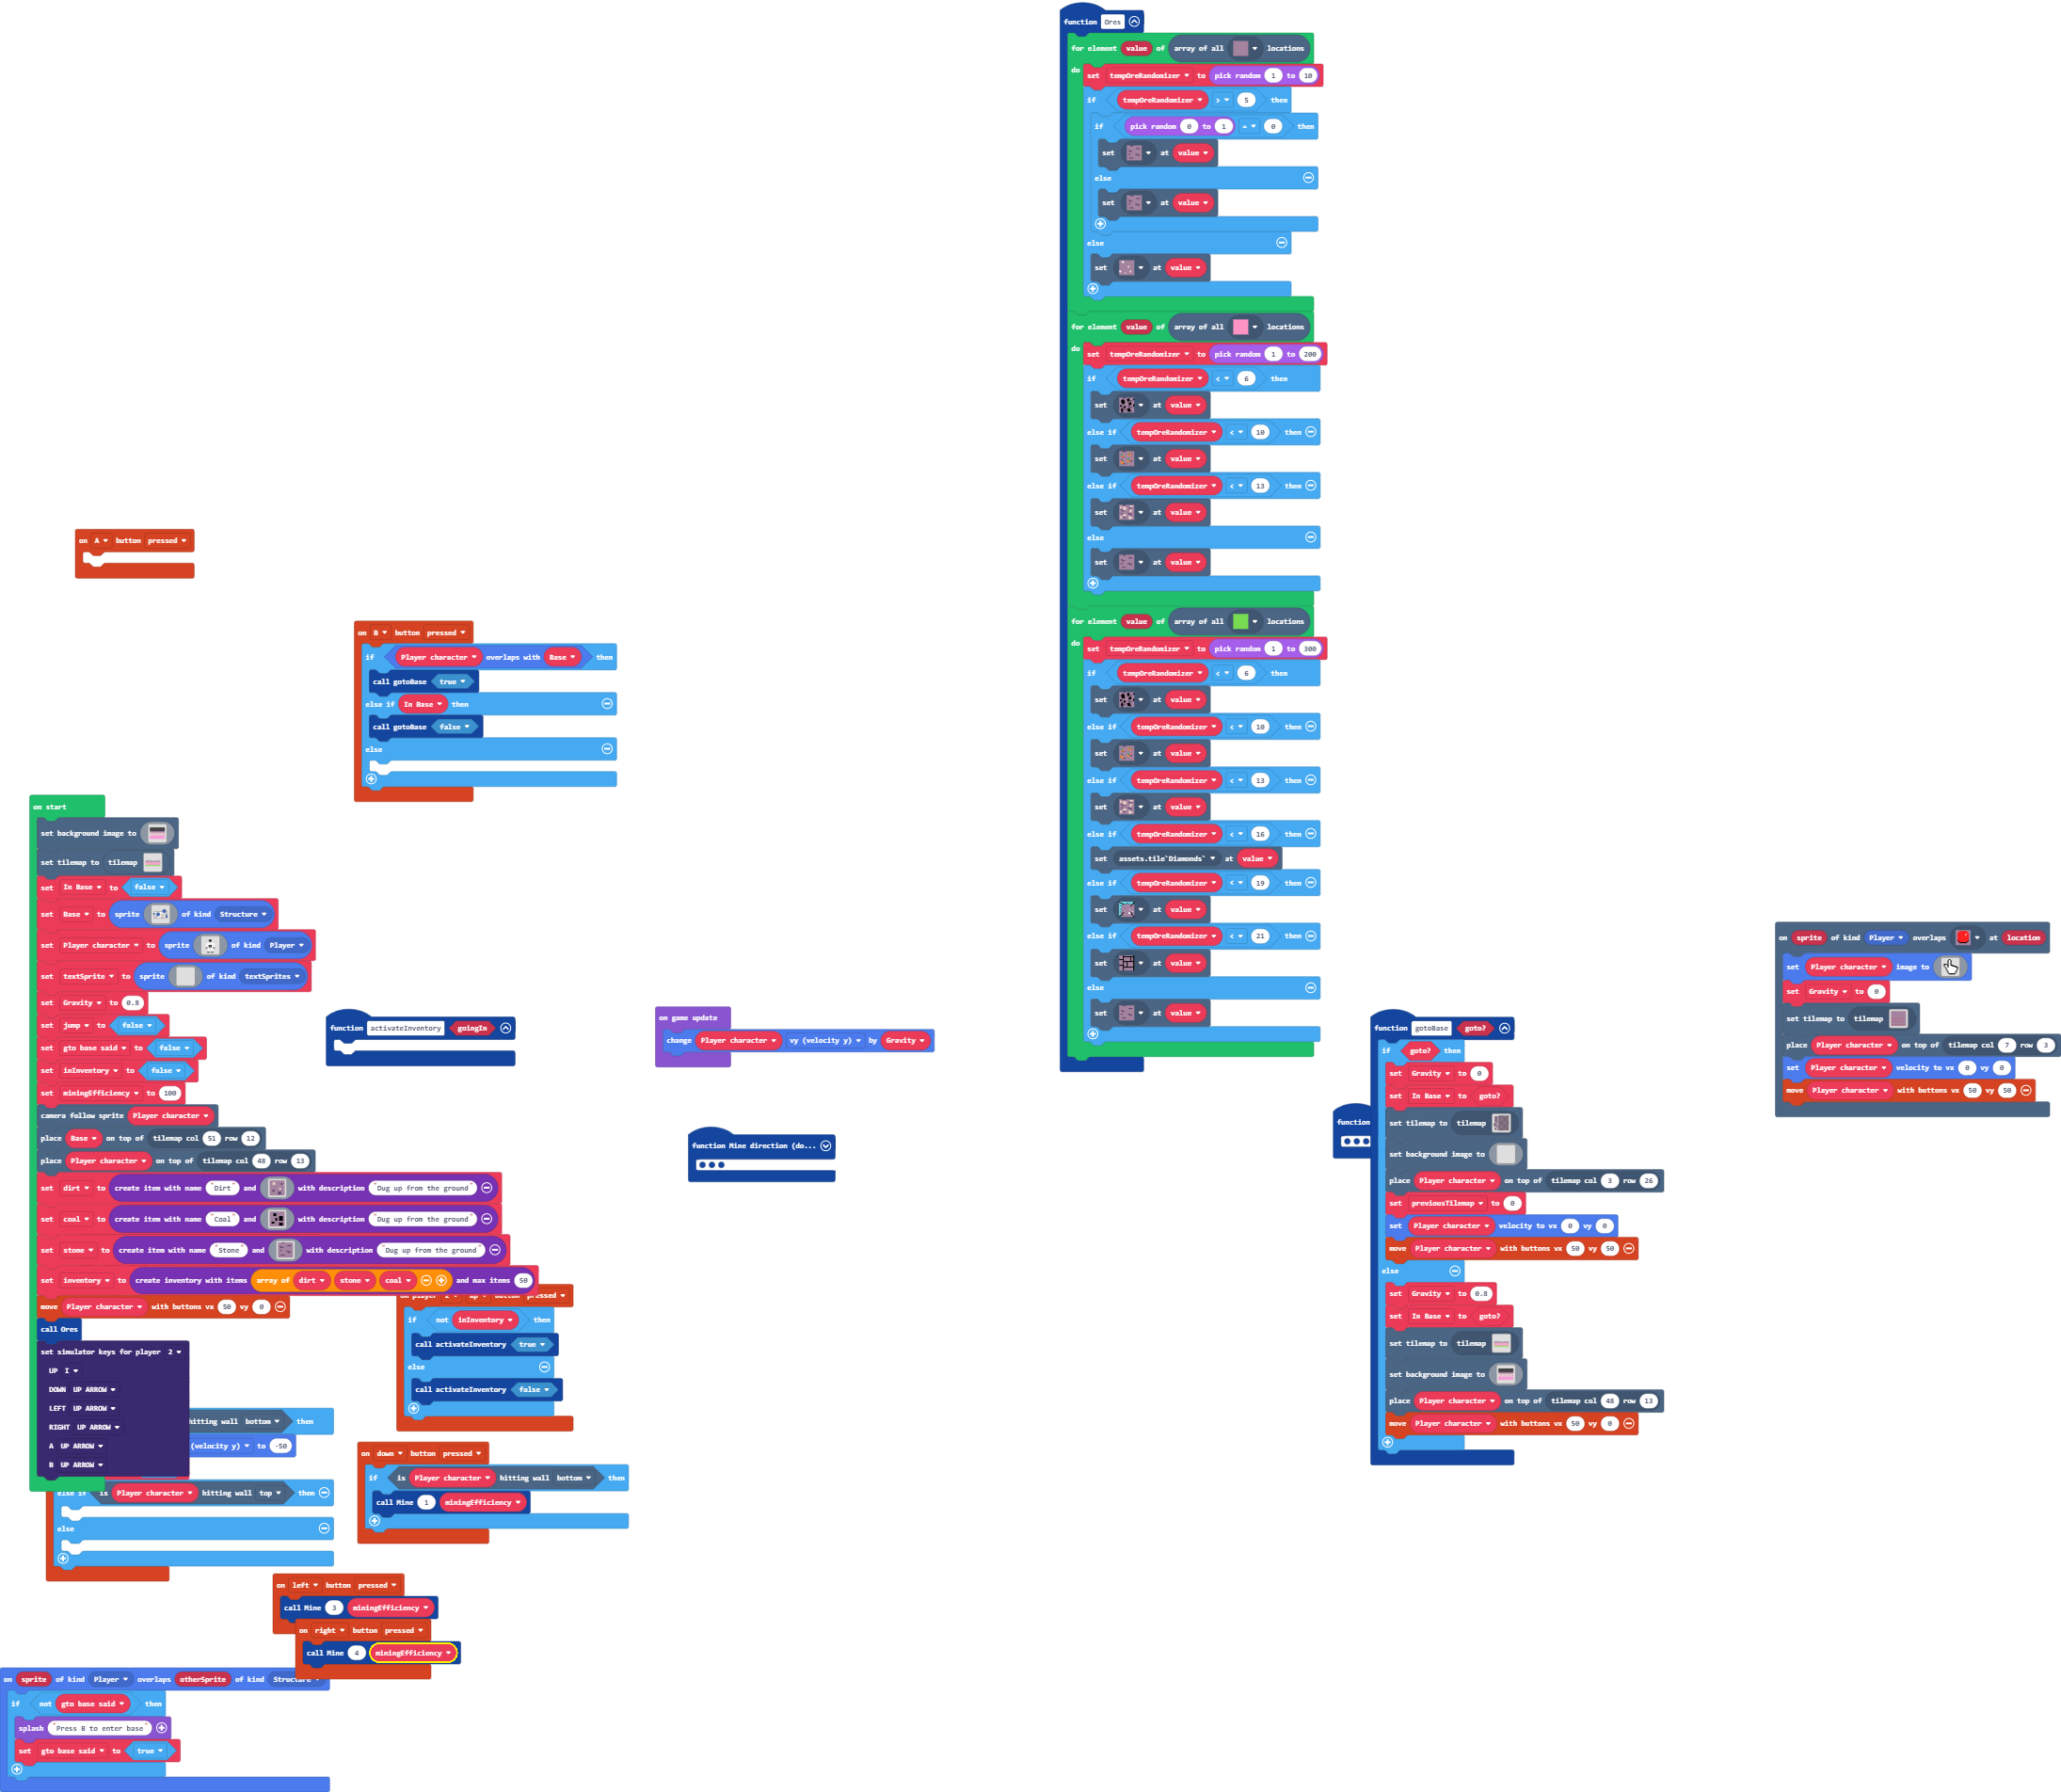 function Ores
for element value of array of all locations
do
set tempOreRandomizer to pick random 1 to 10
if tempOreRandomizer > 5 then
if pick random 0 to 1 = 0 then
set at value
else
set at value
else
set at value
for element value of array of all locations
do
set tempOreRandomizer to pick random 1 to 200
if tempOreRandomizer < 6 then
set at value
else if tempOreRandomizer < 10 then
set at value
else if tempOreRandomizer < 13 then
set at value
else
set at value
for element value of array of all locations
do
set tempOreRandomizer to pick random 1 to 300
if tempOreRandomizer < 6 then
set at value
else if tempOreRandomizer < 10 then
set at value
else if tempOreRandomizer < 13 then
set at value
else if tempOreRandomizer < 16 then
set assets.tile`Diamonds` at value
else if tempOreRandomizer < 19 then
set at value
else if tempOreRandomizer < 21 then
set at value
else
set at value
on A button pressed
on B button pressed
if Player character overlaps with Base then
call gotoBase true
else if In Base then
call gotoBase false
else
on start
set background image to
set tilemap to tilemap
set In Base to false
set Base to sprite of kind Structure
set Player character to sprite of kind Player
set textSprite to sprite of kind textSprites
set Gravity to 0.8
set jump to false
set gto base said to false
set inInventory to false
set miningEfficiency to 100
camera follow sprite Player character
place Base on top of tilemap col 51 row 12
place Player character on top of tilemap col 48 row 13
set dirt to create item with name "Dirt" and with description "Dug up from the ground"
set coal to create item with name "Coal" and with description "Dug up from the ground"
set stone to create item with name "Stone" and with description "Dug up from the ground"
set inventory to create inventory with items array of dirt stone coal and max items 50
move Player character with buttons vx 50 vy 0
call Ores
set simulator keys for player 2
UP I
DOWN UP ARROW
LEFT UP ARROW
RIGHT UP ARROW
A UP ARROW
B UP ARROW
hitting wall bottom then
(velocity y) to -50
else if is Player character hitting wall top then
else
function activateInventory goingIn
on game update
change Player character vy (velocity y) by Gravity
function Mine direction (do...
if not inInventory then
call activateInventory true
else
call activateInventory false
on down button pressed
if is Player character hitting wall bottom then
call Mine 1 miningEfficiency
on left button pressed
call Mine 3 miningEfficiency
on right button pressed
call Mine 4 miningEfficiency
on sprite of kind Player overlaps otherSprite of kind Structure
if not gto base said then
splash "Press B to enter base"
set gto base said to true
function
function gotoBase goto?
if goto? then
set Gravity to 0
set In Base to goto?
set tilemap to tilemap
set background image to
place Player character on top of tilemap col 3 row 26
set previousTilemap to 0
set Player character velocity to vx 0 vy 0
move Player character with buttons vx 50 vy 50
else
set Gravity to 0.8
set In Base to goto?
set tilemap to tilemap
set background image to
place Player character on top of tilemap col 48 row 13
move Player character with buttons vx 50 vy 0
on sprite of kind Player overlaps at location
set Player character image to
set Gravity to 0
set tilemap to tilemap
place Player character on top of tilemap col 7 row 3
set Player character velocity to vx 0 vy 0
move Player character with buttons vx 50 vy 50